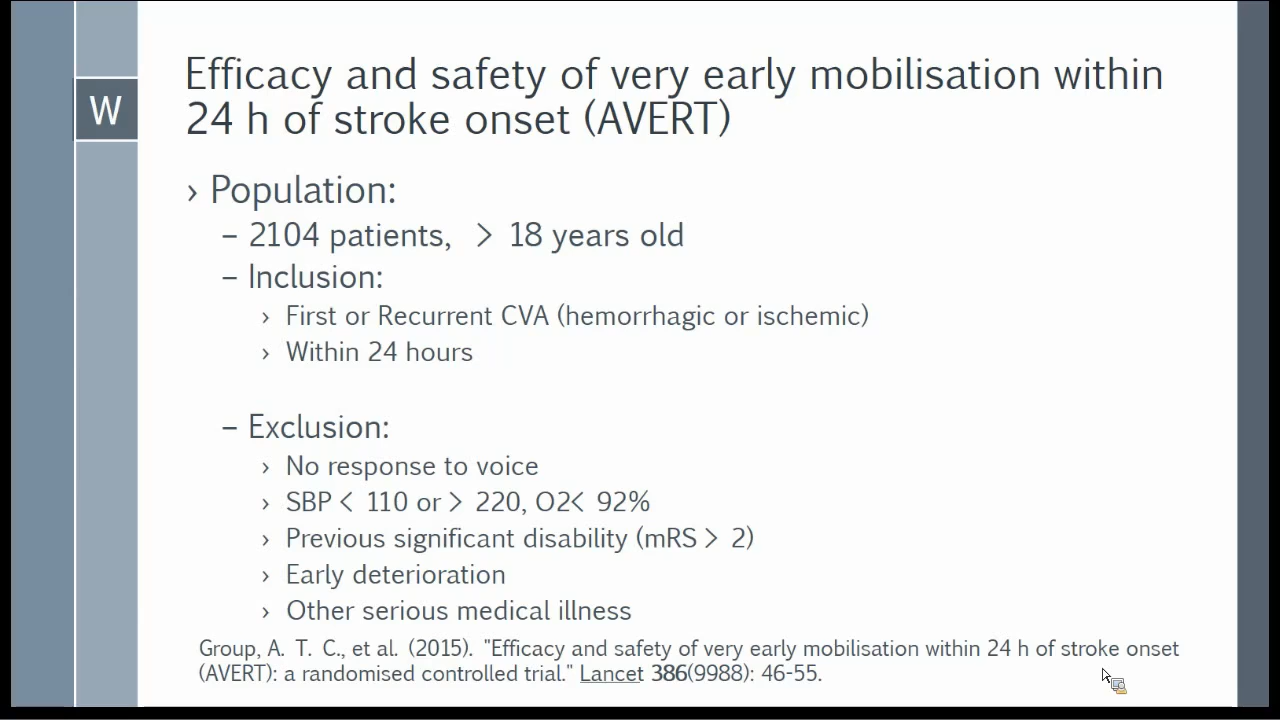 W
Efficacy and safety of very early mobilisation within
24 h of stroke onset (AVERT)
› Population:
– 2104 patients, > 18 years old
– Inclusion:
› First or Recurrent CVA (hemorrhagic or ischemic)
› Within 24 hours
– Exclusion:
› No response to voice
› SBP < 110 or > 220, O2< 92%
› Previous significant disability (mRS > 2)
› Early deterioration
› Other serious medical illness
Group, A. T. C., et al. (2015). "Efficacy and safety of very early mobilisation within 24 h of stroke onset
(AVERT): a randomised controlled trial." Lancet 386(9988): 46-55.